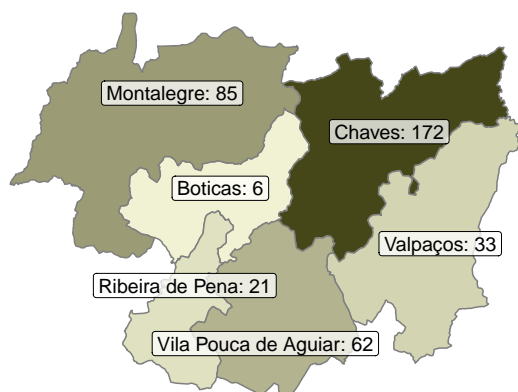 Montalegre: 85
Chaves: 172
Boticas: 6
Valpaços: 33
Ribeira de Pena: 21
Vila Pouca de Aguiar: 62